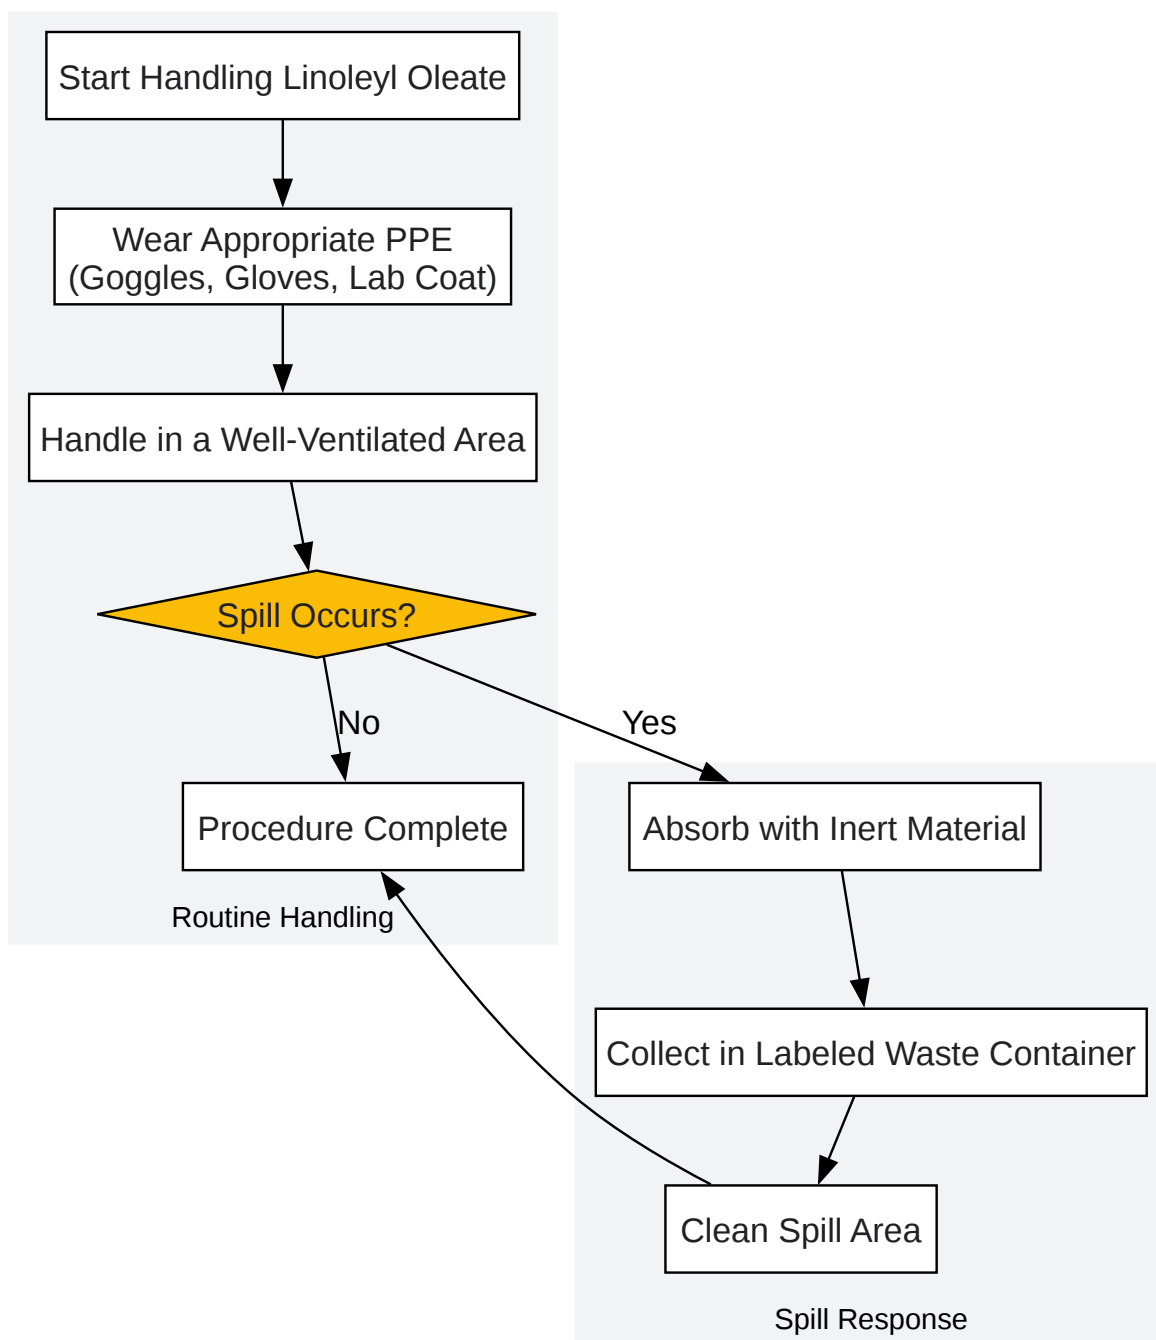 Start Handling Linoleyl Oleate
Wear Appropriate PPE
(Goggles, Gloves, Lab Coat)
Handle in a Well-Ventilated Area
Spill Occurs?
No
Yes
Procedure Complete
Absorb with Inert Material
Routine Handling
Collect in Labeled Waste Container
Clean Spill Area
Spill Response